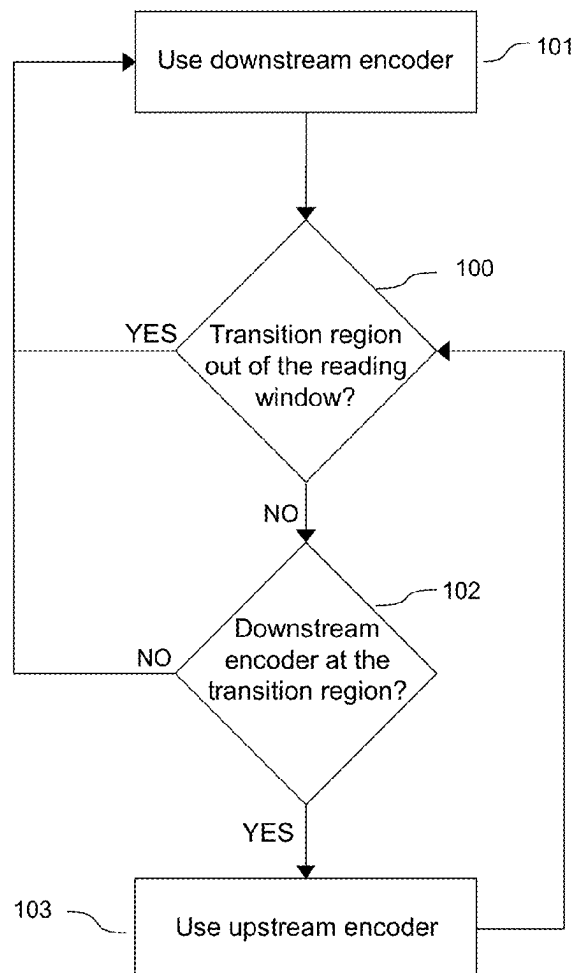 Use downstream encoder
101
100
YES
Transition region
out of the reading
window?
NO
102
NO
Downstream
encoder at the
transition region?
YES
103
Use upstream encoder